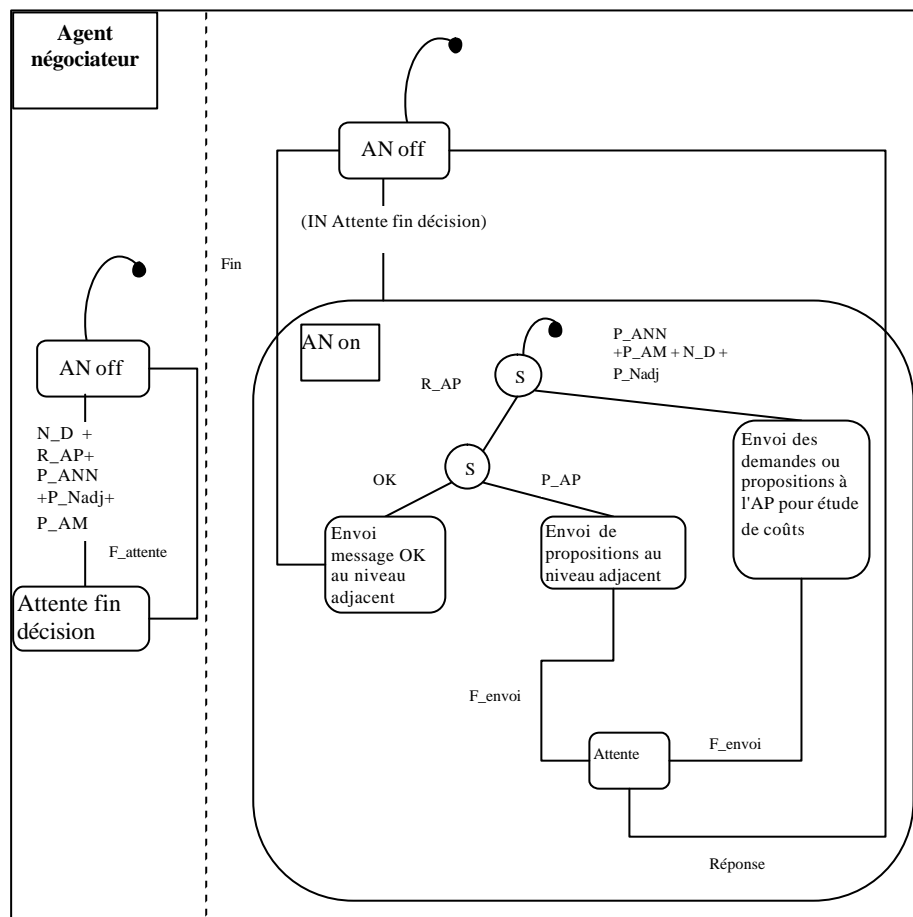 Agent
négociateur
AN off
(IN Attente fin décision)
Fin
AN off
N_D +
R_AP+
P_ANN
+P_Nadj+
P_AM
F_attente
Attente fin
décision
AN on
P_ANN
+P_AM + N_D +
P_Nadj
S
R_AP
S
OK
P_AP
Envoi
message OK
au niveau
adjacent
Envoi de
propositions au
niveau adjacent
Envoi des
demandes ou
propositions à
l'AP pour étude
de coûts
F_envoi
Attente
F_envoi
Réponse